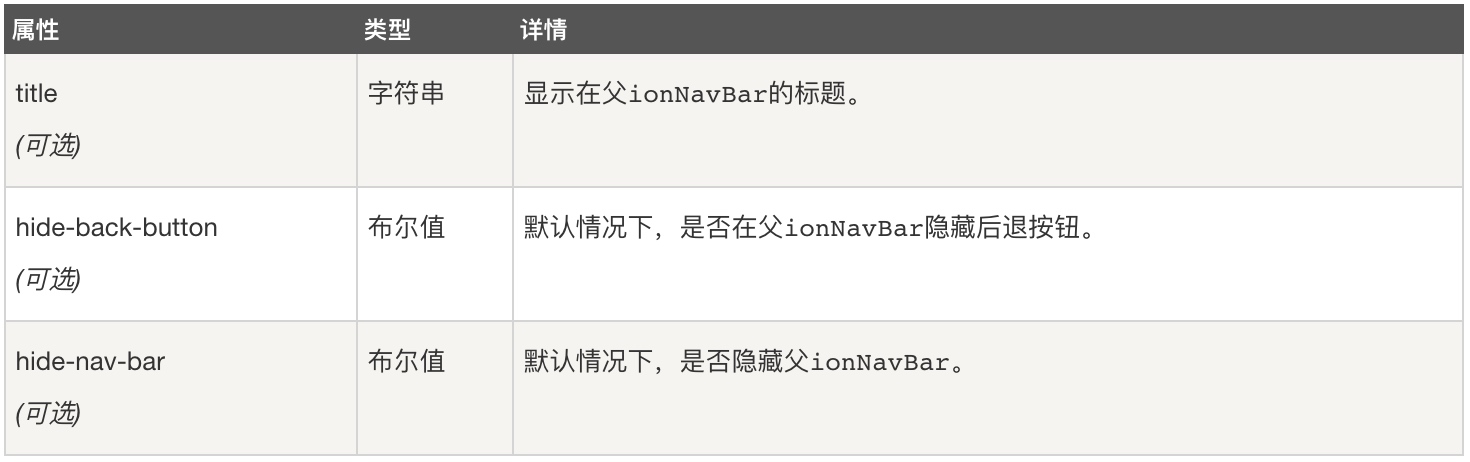 属性 类型 详情
title 字符串 显示在父ionNavBar的标题。
(可选)
hide-back-button 布尔值 默认情况下，是否在父ionNavBar隐藏后退按钮。
(可选)
hide-nav-bar 布尔值 默认情况下，是否隐藏父ionNavBar。
(可选)